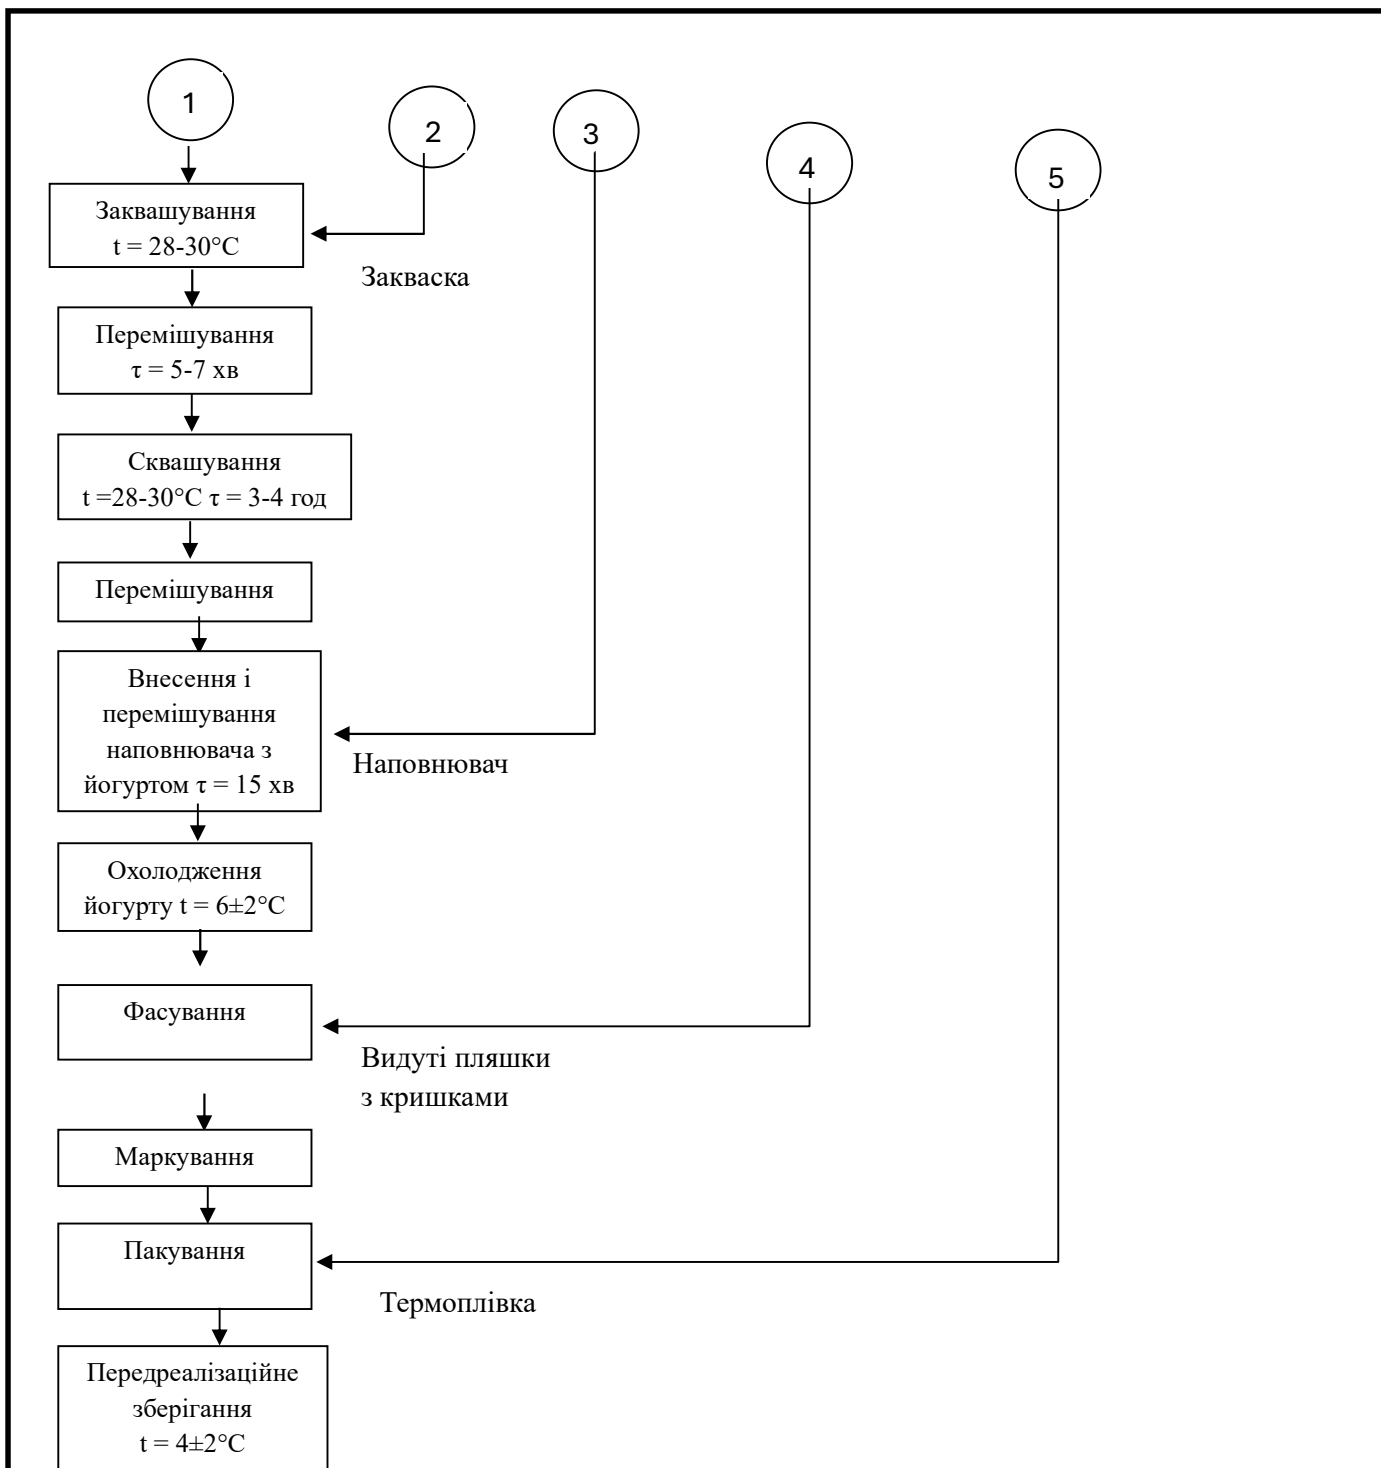 1
2
3
4
5
Заквашування
t = 28-30°C
Закваска
Перемішування
τ = 5-7 хв
Сквашування
t =28-30°C τ = 3-4 год
Перемішування
Внесення і
перемішування
наповнювача з
йогуртом τ = 15 хв
Наповнювач
Охолодження
йогурту t = 6±2°C
Фасування
Видуті пляшки
з кришками
Маркування
Пакування
Термоплівка
Передреалізаційне
зберігання
t = 4±2°C